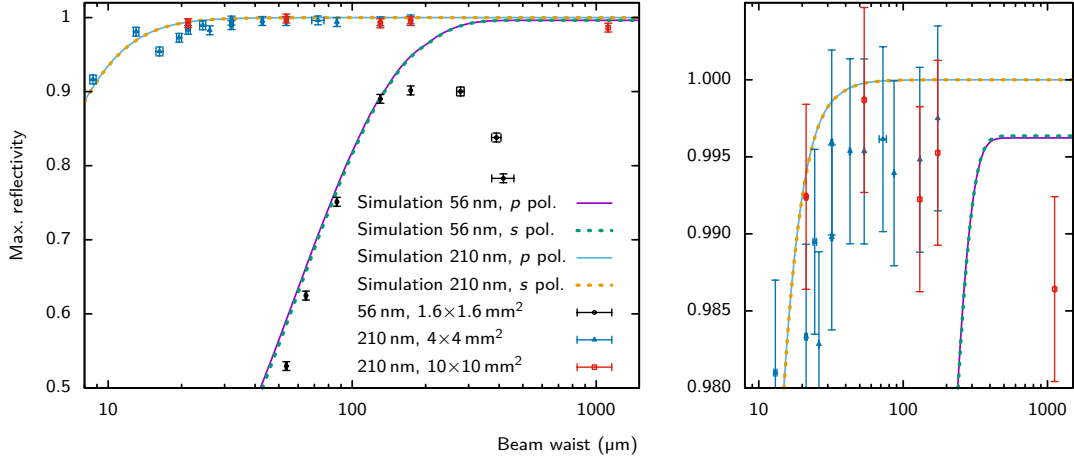 Max. reflectivity
1
0.9
0.8
0.7
0.6
0.5
10
100
1000
Simulation 56 nm, p pol.
Simulation 56 nm, s pol.
Simulation 210 nm, p pol.
Simulation 210 nm, s pol.
56 nm, 1.6×1.6 mm²
210 nm, 4×4 mm²
210 nm, 10×10 mm²
1.000
0.995
0.990
0.985
0.980
10
100
1000
Beam waist (μm)